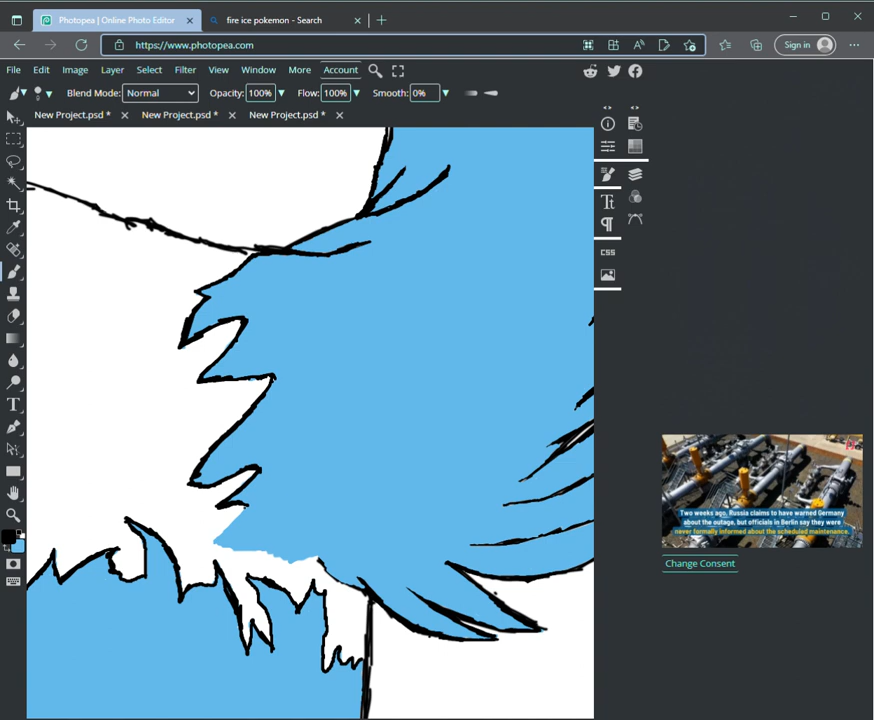 Photopea | Online Photo Editor
fire ice pokemon - Search
https://www.photopea.com
Sign in
File Edit Image Layer Select Filter View Window More Account
Blend Mode: Normal Opacity: 100% Flow: 100% Smooth: 0%
New Project.psd * New Project.psd * New Project.psd *
CSS
Two weeks ago, Russia claims to have warned Germany
about the outage, but officials in Berlin say they were
never formally informed about the scheduled maintenance.
Change Consent